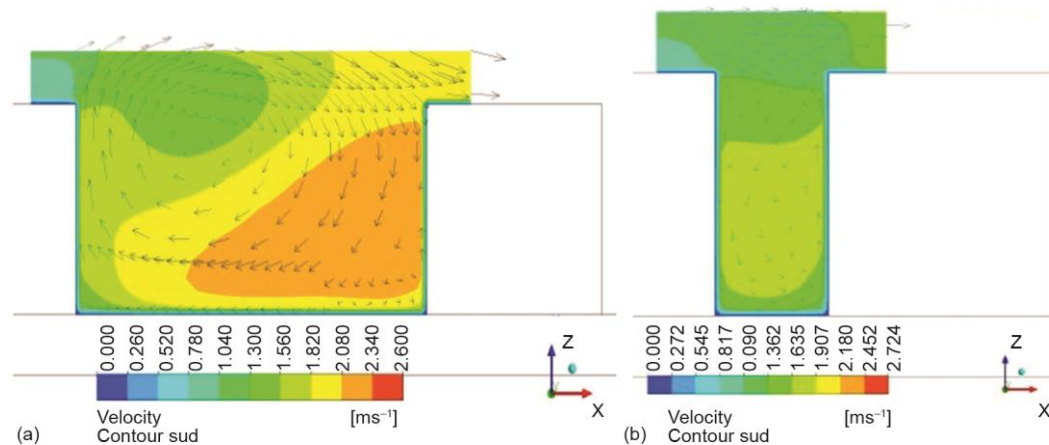 0.000
0.260
0.520
0.780
1.040
1.300
1.560
1.820
2.080
2.340
2.600
Z
X
Velocity [ms⁻¹]
(a) Contour sud
0.000
0.272
0.545
0.817
0.090
1.362
1.635
1.907
2.180
2.452
2.724
Z
X
Velocity [ms⁻¹]
(b) Contour sud